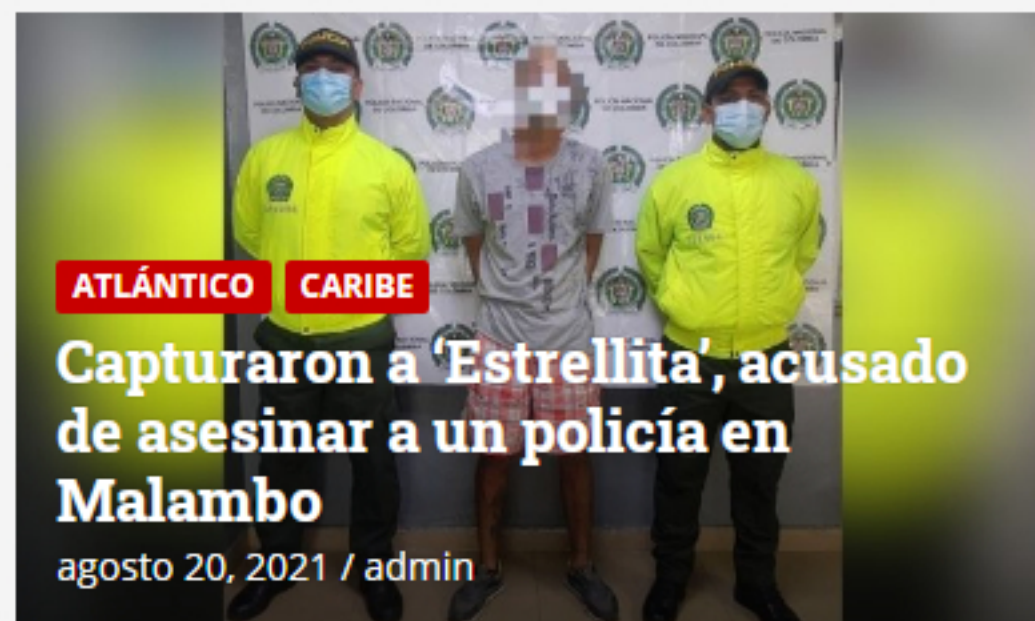 ATLÁNTICO CARIBE
Capturaron a ‘Estrellita’, acusado
de asesinar a un policía en
Malambo
agosto 20, 2021 / admin